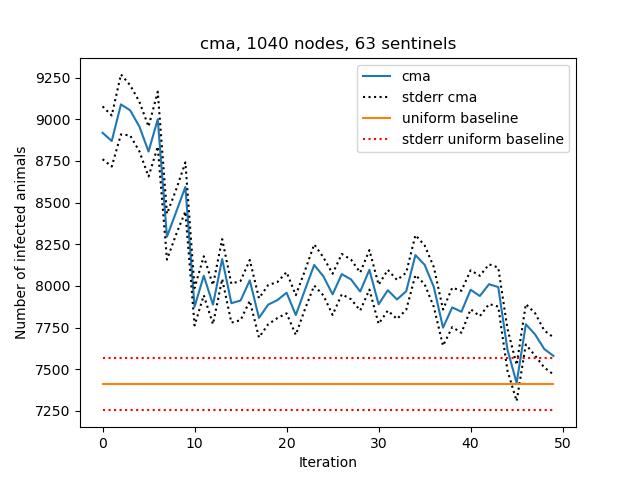 cma, 1040 nodes, 63 sentinels
Number of infected animals
9250
9000
8750
8500
8250
8000
7750
7500
7250
cma
stderr cma
uniform baseline
stderr uniform baseline
0 10 20 30 40 50
Iteration